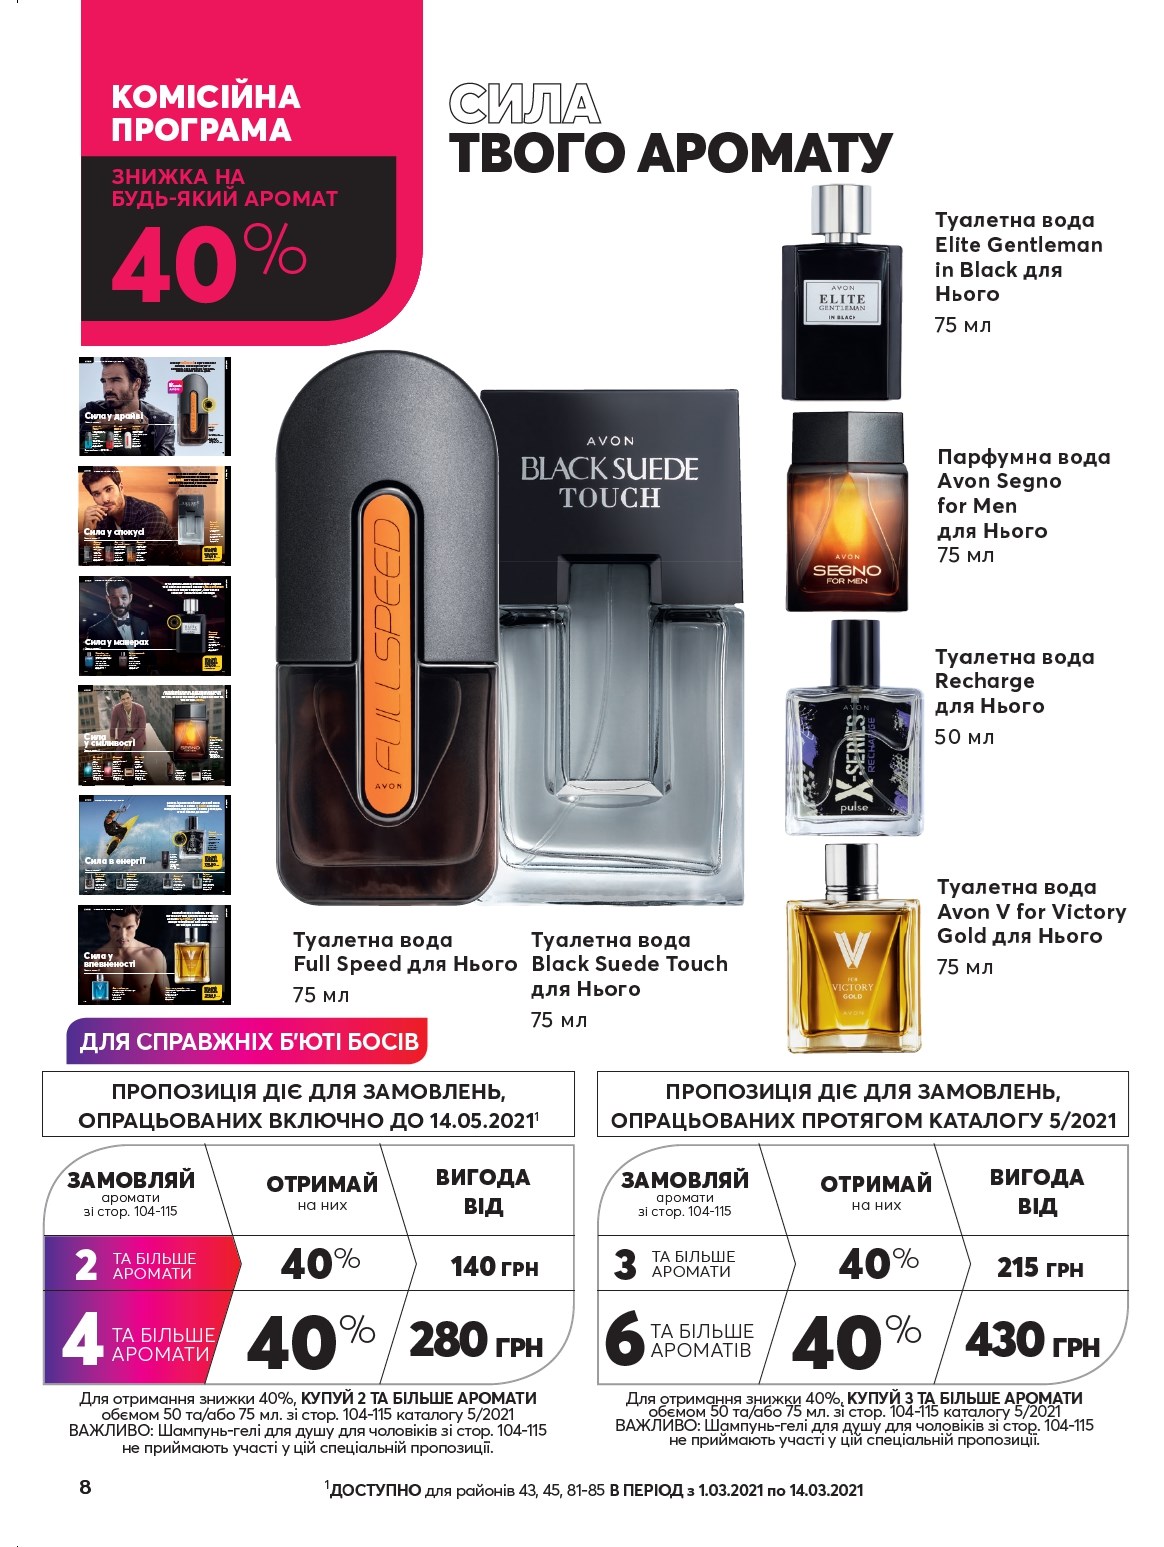 КОМІСІЙНА
ПРОГРАМА
ЗНИЖКА НА
БУДЬ-ЯКИЙ АРОМАТ
40%
СИЛА
ТВОГО АРОМАТУ
AVON
ELITE
GENTLEMAN
IN BLACK
Туалетна вода
Elite Gentleman
in Black для
Нього
75 мл
Сила у драйві
Сила у спокусі
Сила у манерах
Сила
у сміливості
Сила в енергії
Сила у
впевненості
FULL SPEED
AVON
AVON
BLACK SUEDE
TOUCH
AVON
SEGNO
FOR MEN
Парфумна вода
Avon Segno
for Men
для Нього
75 мл
AVON
X-SERIES
RECHARGE
pulse
Туалетна вода
Recharge
для Нього
50 мл
V
FOR
VICTORY
GOLD
AVON
Туалетна вода
Avon V for Victory
Gold для Нього
75 мл
Туалетна вода
Full Speed для Нього
75 мл
Туалетна вода
Black Suede Touch
для Нього
75 мл
ДЛЯ СПРАВЖНІХ Б'ЮТІ БОСІВ
ПРОПОЗИЦІЯ ДІЄ ДЛЯ ЗАМОВЛЕНЬ,
ОПРАЦЬОВАНИХ ВКЛЮЧНО ДО 14.05.2021¹
ЗАМОВЛЯЙ
аромати
зі стор. 104-115
ОТРИМАЙ
на них
ВИГОДА
ВІД
2 ТА БІЛЬШЕ
АРОМАТИ
40%
140 ГРН
4 ТА БІЛЬШЕ
АРОМАТИ
40%
280 ГРН
Для отримання знижки 40%, КУПУЙ 2 ТА БІЛЬШЕ АРОМАТИ
обємом 50 та/або 75 мл. зі стор. 104-115 каталогу 5/2021
ВАЖЛИВО: Шампунь-гелі для душу для чоловіків зі стор. 104-115
не приймають участі у цій спеціальній пропозиції.
ПРОПОЗИЦІЯ ДІЄ ДЛЯ ЗАМОВЛЕНЬ,
ОПРАЦЬОВАНИХ ПРОТЯГОМ КАТАЛОГУ 5/2021
ЗАМОВЛЯЙ
аромати
зі стор. 104-115
ОТРИМАЙ
на них
ВИГОДА
ВІД
3 ТА БІЛЬШЕ
АРОМАТИ
40%
215 ГРН
6 ТА БІЛЬШЕ
АРОМАТІВ
40%
430 ГРН
Для отримання знижки 40%, КУПУЙ 3 ТА БІЛЬШЕ АРОМАТИ
обємом 50 та/або 75 мл. зі стор. 104-115 каталогу 5/2021
ВАЖЛИВО: Шампунь-гелі для душу для чоловіків зі стор. 104-115
не приймають участі у цій спеціальній пропозиції.
8
¹ДОСТУПНО для районів 43, 45, 81-85 В ПЕРІОД з 1.03.2021 по 14.03.2021